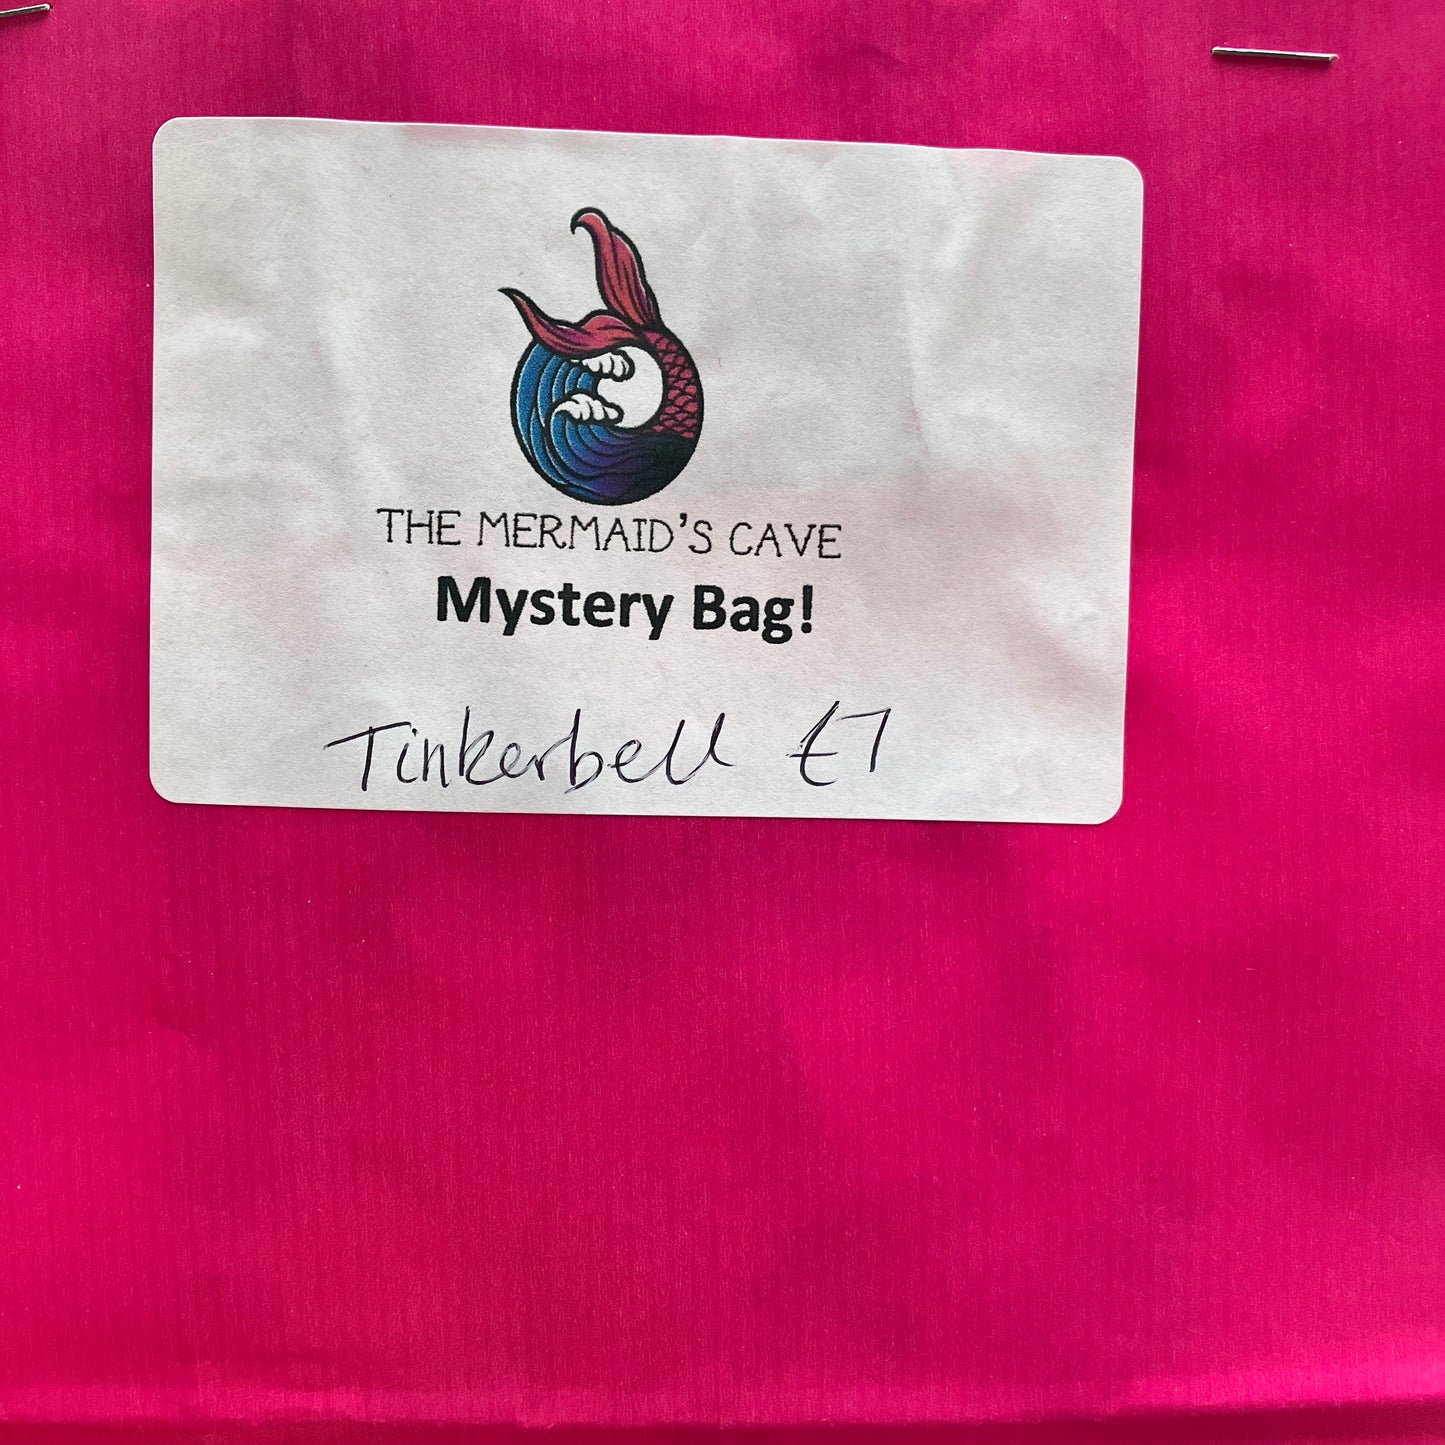 THE MERMAID'S CAVE
Mystery Bag!
Tinkerbell £7